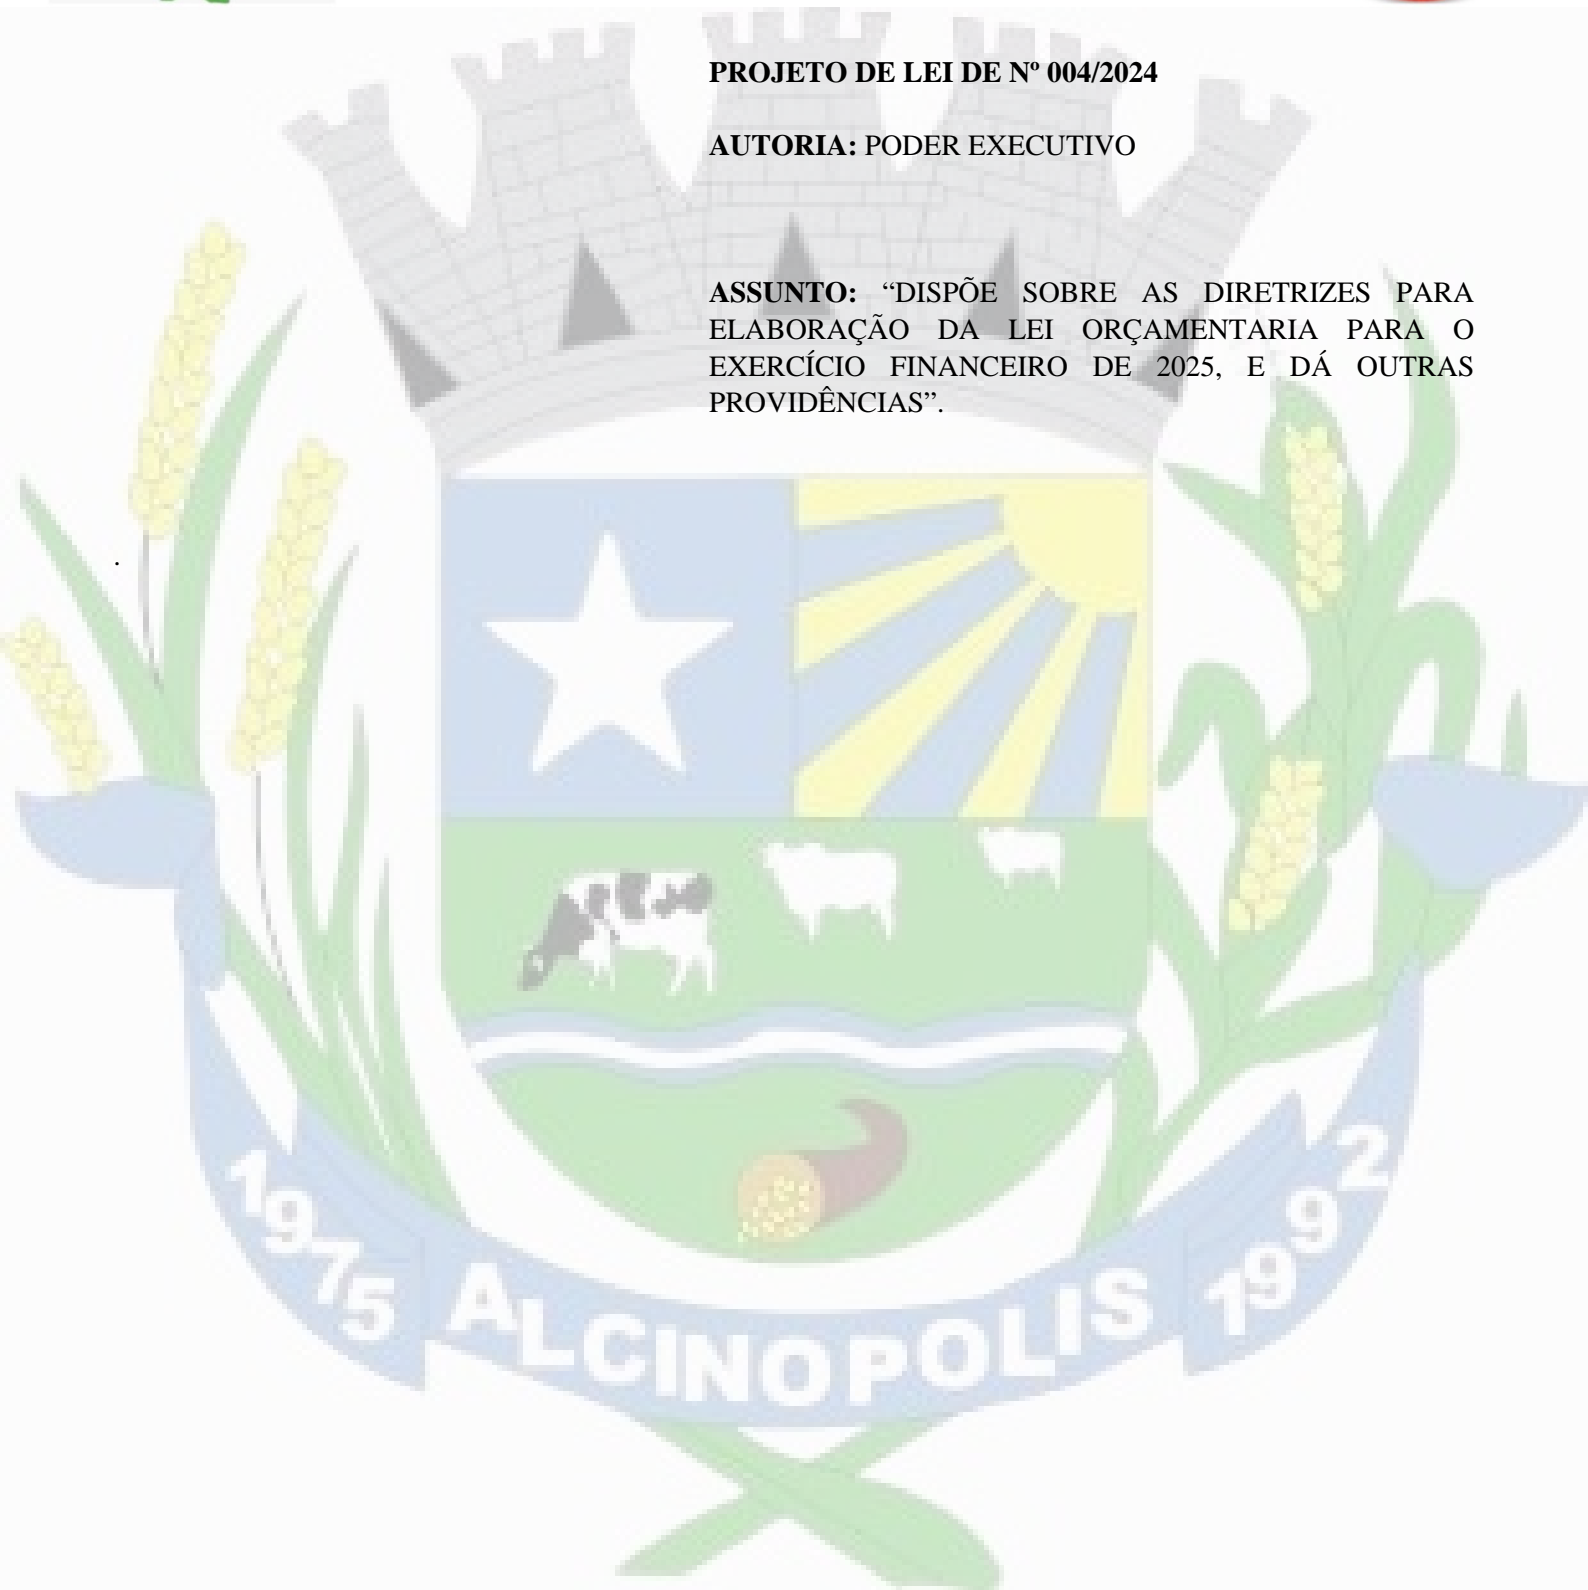 PROJETO DE LEI DE Nº 004/2024
AUTORIA: PODER EXECUTIVO
ASSUNTO: “DISPÕE SOBRE AS DIRETRIZES PARA
ELABORAÇÃO DA LEI ORÇAMENTARIA PARA O
EXERCÍCIO FINANCEIRO DE 2025, E DÁ OUTRAS
PROVIDÊNCIAS”.
.
1975 ALCINOPOLIS 1992